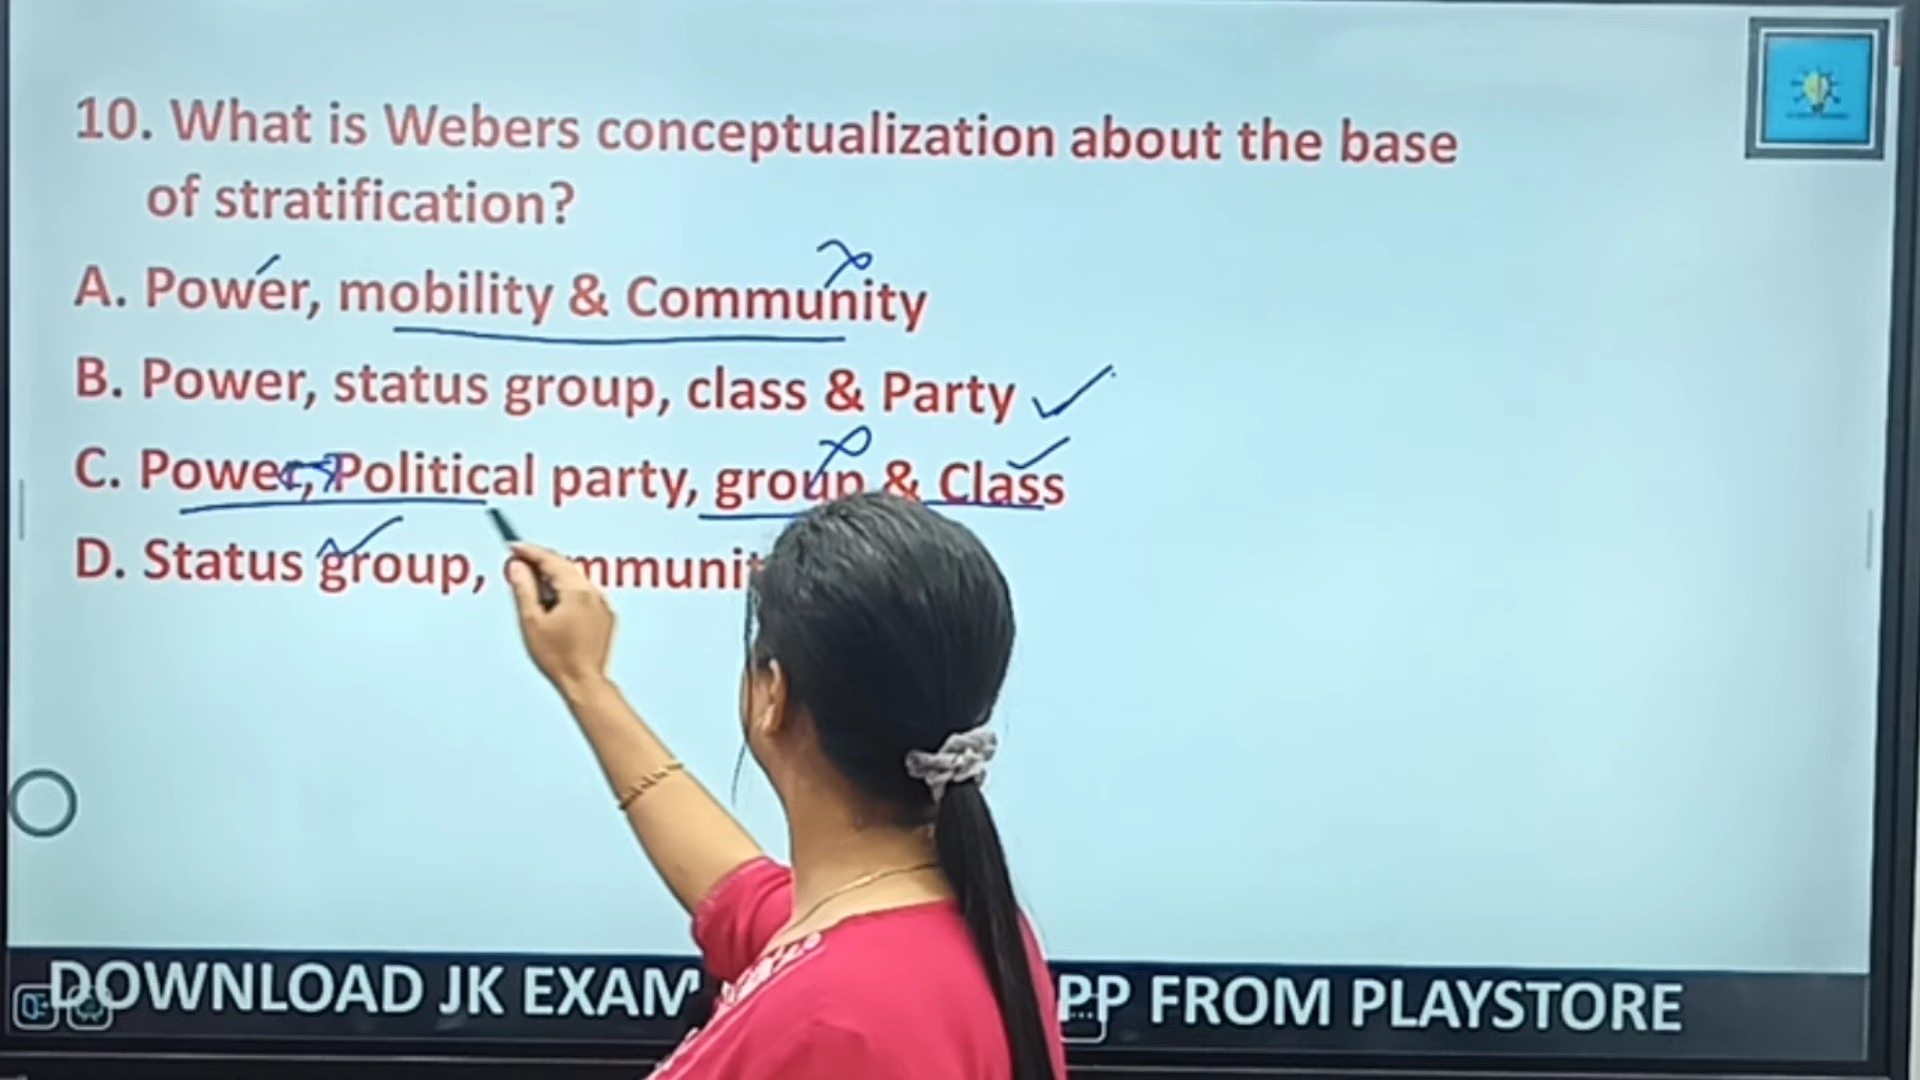 10. What is Webers conceptualization about the base
of stratification?
A. Power, mobility & Community
B. Power, status group, class & Party
C. Power, Political party, group & Class
D. Status group,
DOWNLOAD JK EXAM FROM PLAYSTORE